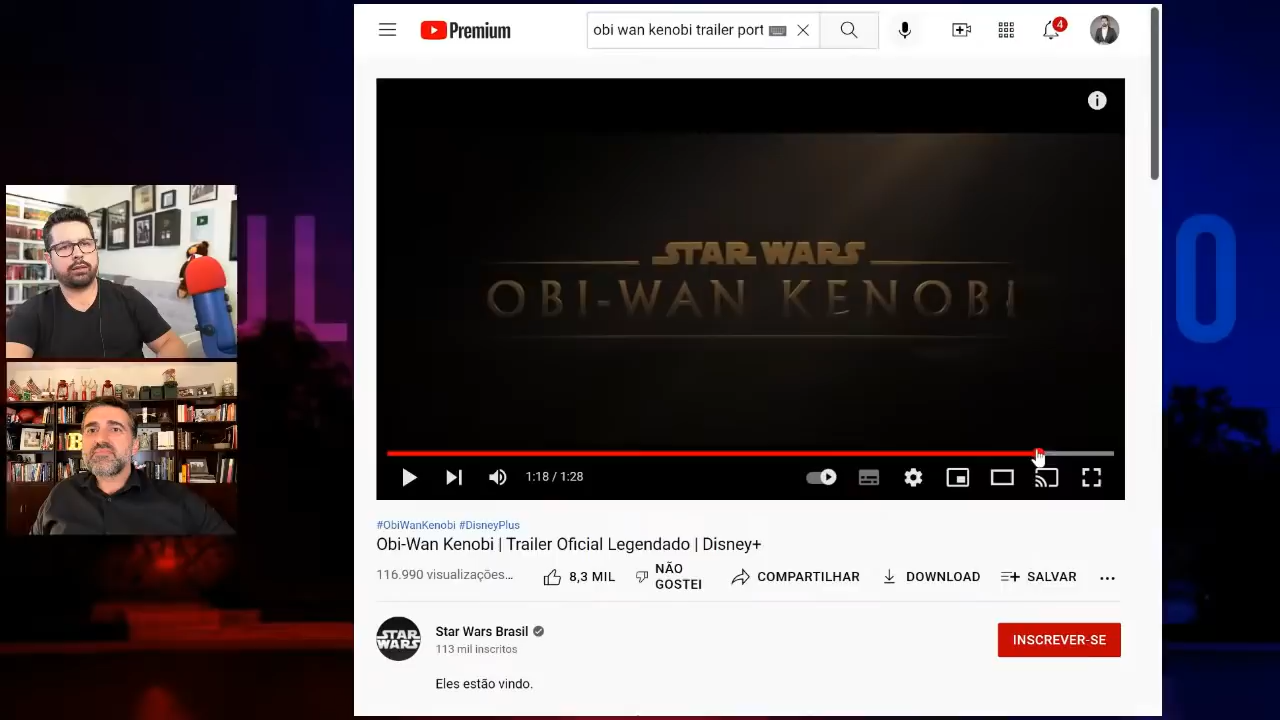 Premium
obi wan kenobi trailer port
4
STAR WARS
OBI-WAN KENOBI
1:18 / 1:28
#ObiWanKenobi #DisneyPlus
Obi-Wan Kenobi | Trailer Oficial Legendado | Disney+
116.990 visualizações...
8,3 MIL
NÃO
GOSTEI
COMPARTILHAR
DOWNLOAD
SALVAR
STAR
WARS
Star Wars Brasil
113 mil inscritos
INSCREVER-SE
Eles estão vindo.